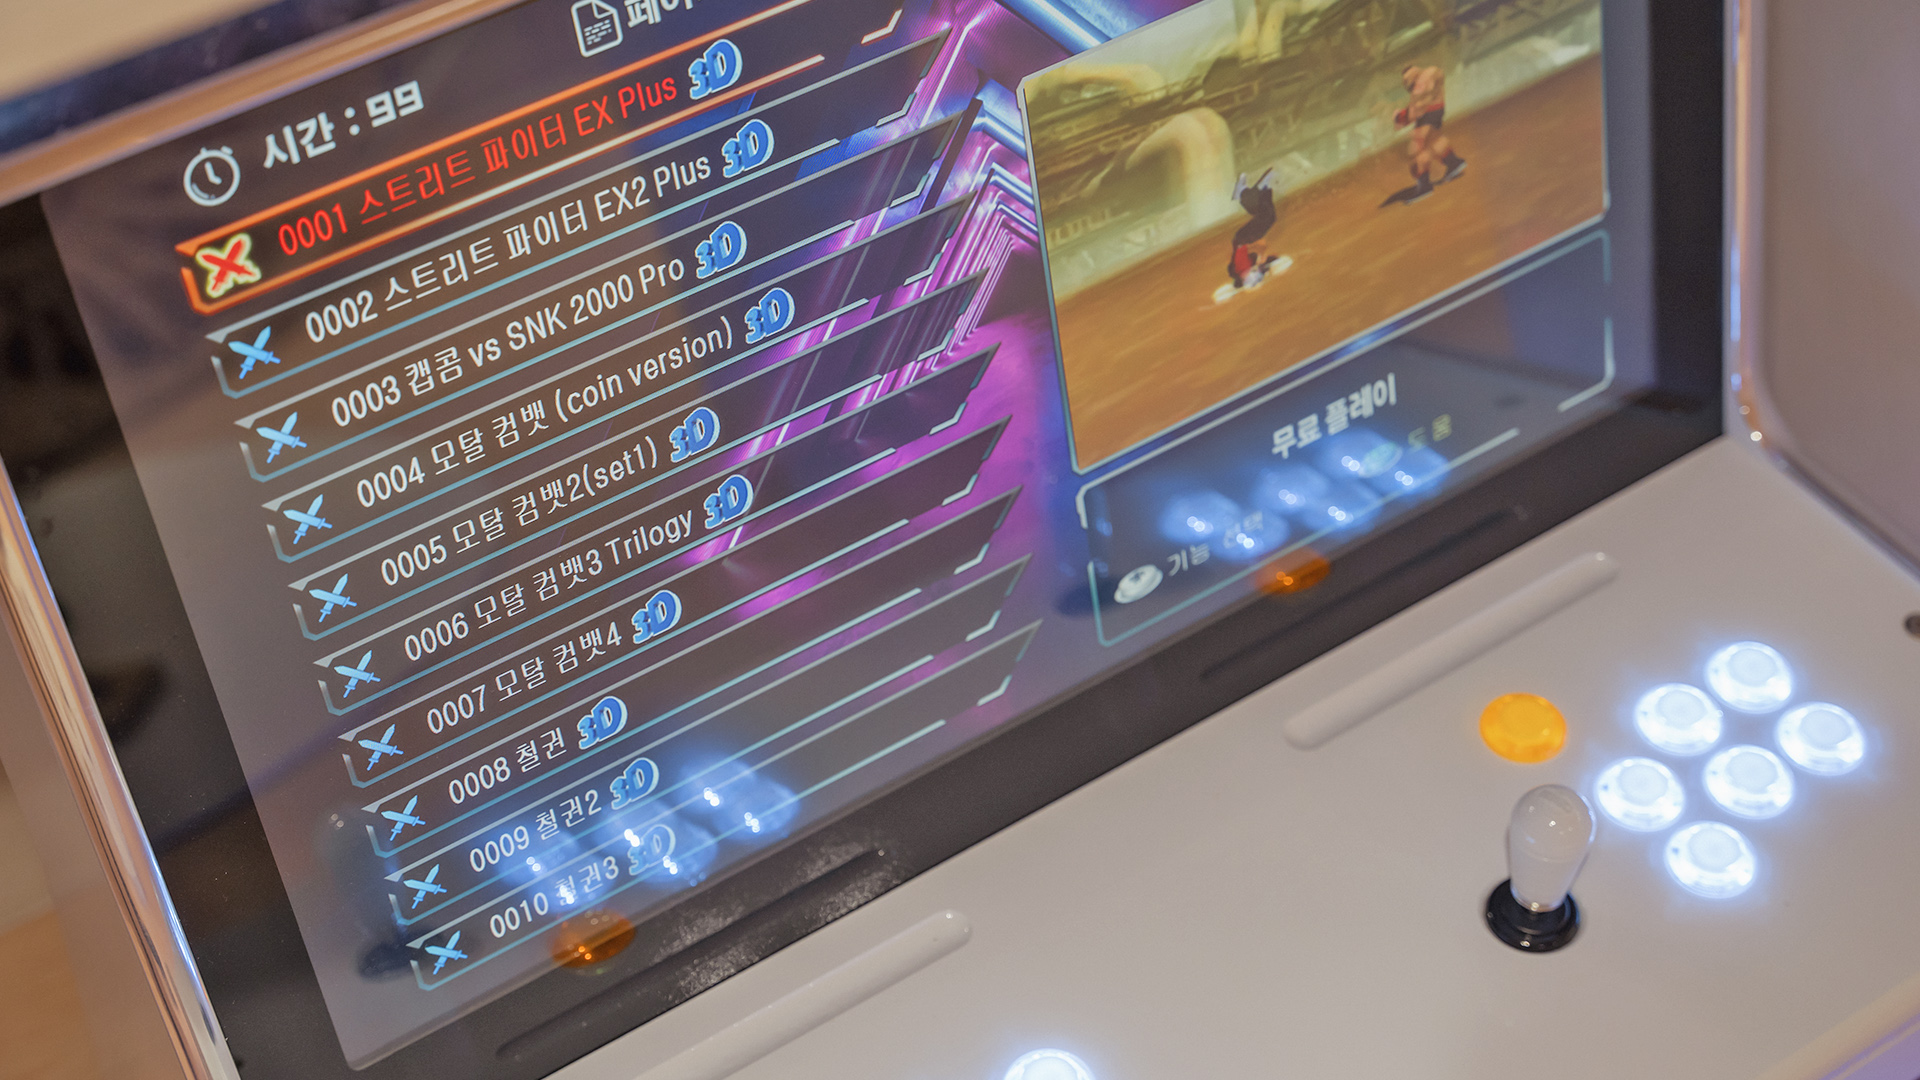 시간 : 99
0001 스트리트 파이터 EX Plus 3D
0002 스트리트 파이터 EX2 Plus 3D
0003 캡콤 vs SNK 2000 Pro 3D
0004 모탈 컴뱃 (coin version) 3D
0005 모탈 컴뱃2(set1) 3D
0006 모탈 컴뱃3 Trilogy 3D
0007 모탈 컴뱃4 3D
0008 철권 3D
0009 철권2 3D
0010 철권3 3D
무료 플레이
기능 선택
도움